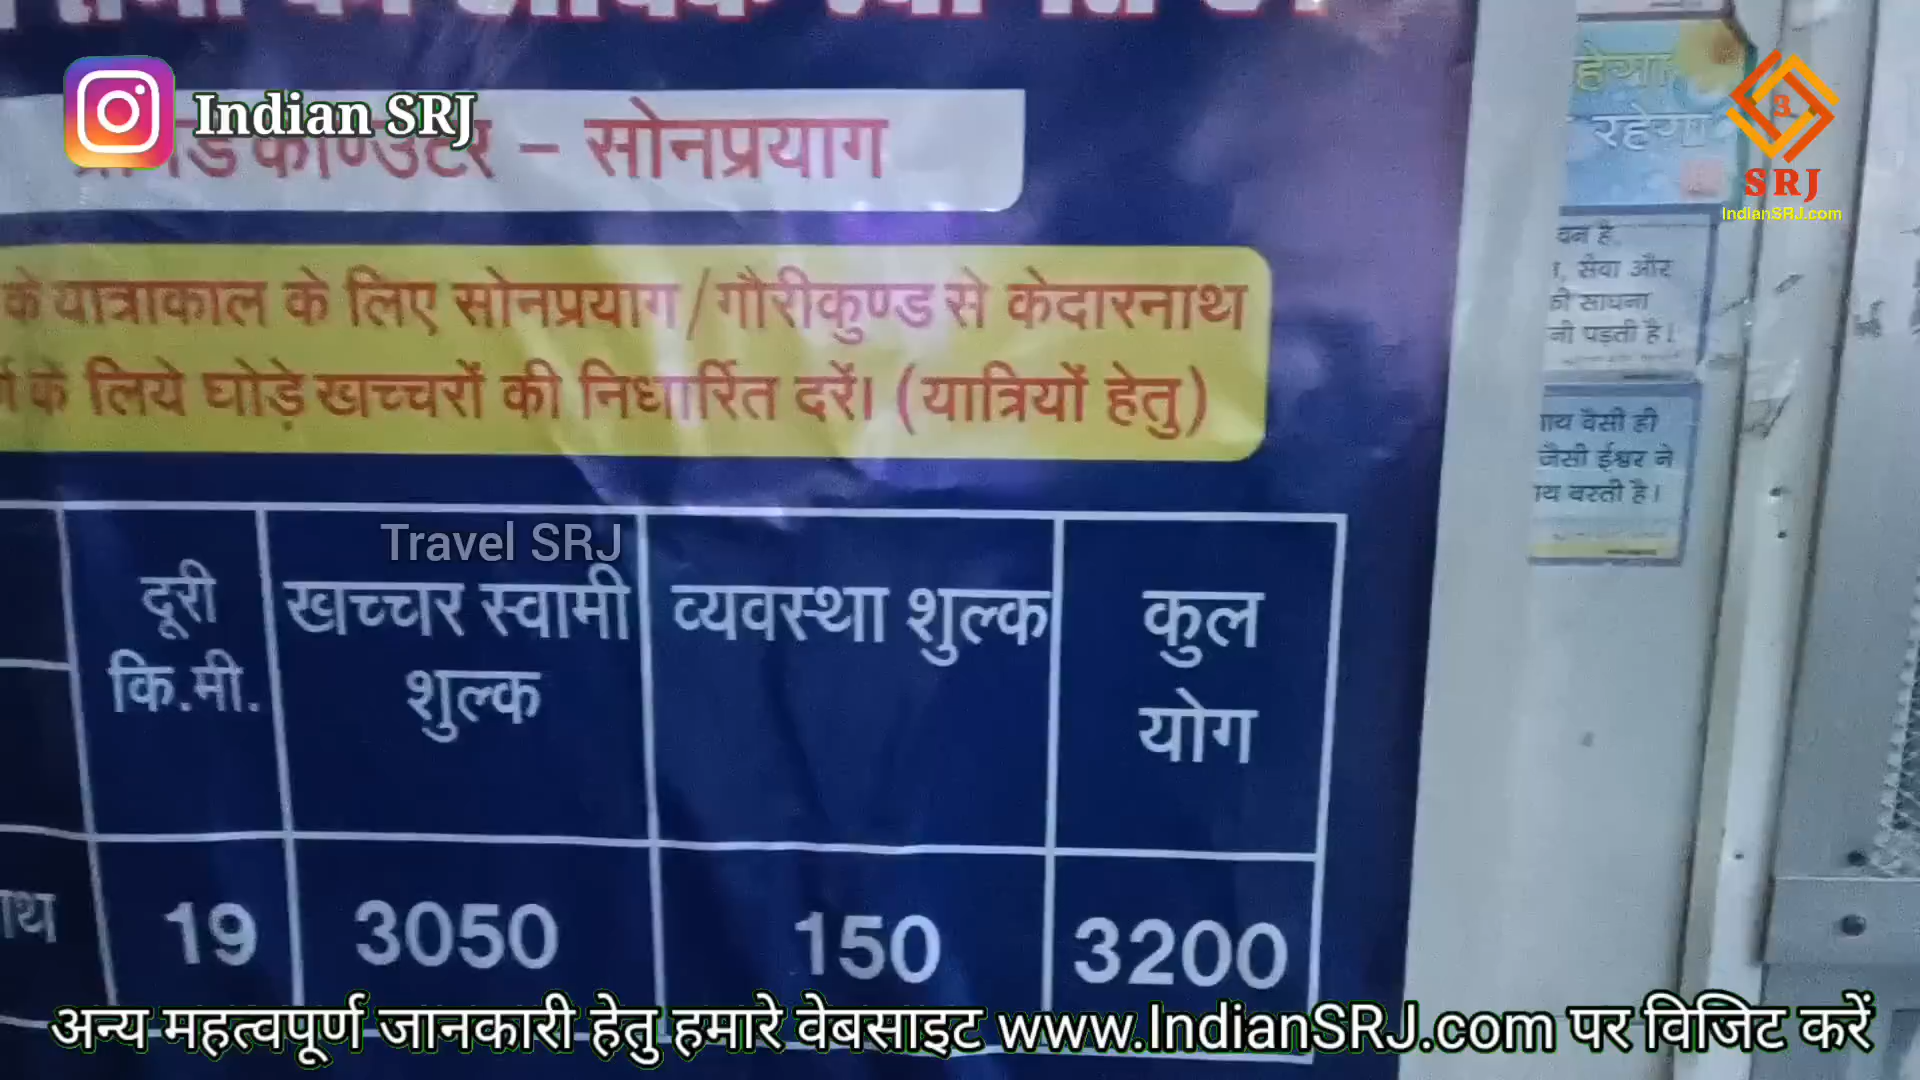 Indian SRJ
काउण्टर – सोनप्रयाग
के यात्राकाल के लिए सोनप्रयाग/गौरीकुण्ड से केदारनाथ
के लिये घोड़े खच्चरों की निर्धारित दरें। (यात्रियों हेतु)
Travel SRJ
दूरी
कि.मी.
खच्चर स्वामी
शुल्क
व्यवस्था शुल्क
कुल
योग
19 3050 150 3200
रहेगा
SRJ
IndianSRJ.com
सेवा और
साधना
पड़ती है।
वैसी ही
जैसी ईश्वर ने
बरती है।
अन्य महत्वपूर्ण जानकारी हेतु हमारे वेबसाइट www.IndianSRJ.com पर विजिट करें